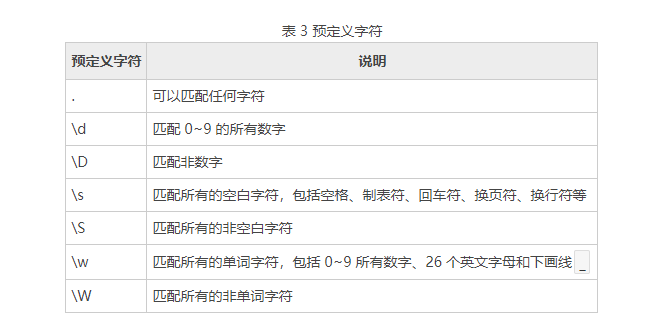 表 3 预定义字符
预定义字符 说明
. 可以匹配任何字符
\d 匹配 0~9 的所有数字
\D 匹配非数字
\s 匹配所有的空白字符，包括空格、制表符、回车符、换页符、换行符等
\S 匹配所有的非空白字符
\w 匹配所有的单词字符，包括 0~9 所有数字、26 个英文字母和下画线 _
\W 匹配所有的非单词字符